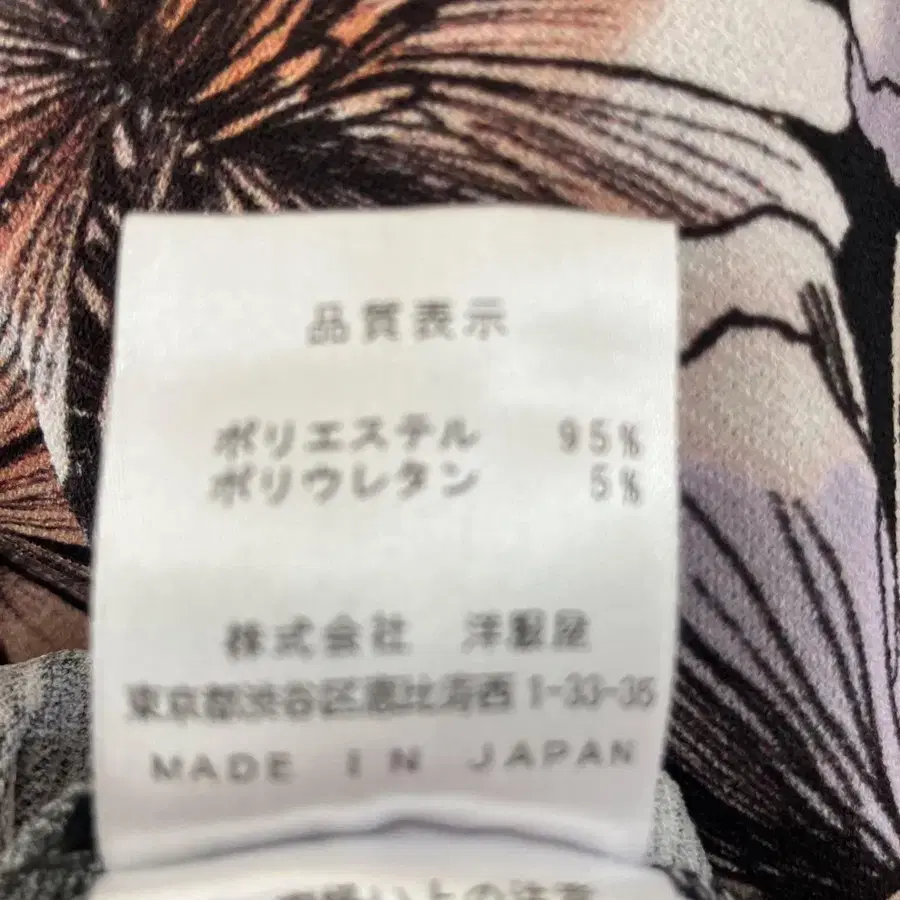 品質表示
ポリエステル 95%
ポリウレタン 5%
株式会社 洋服屋
東京都渋谷区恵比寿西1-33-35
MADE IN JAPAN